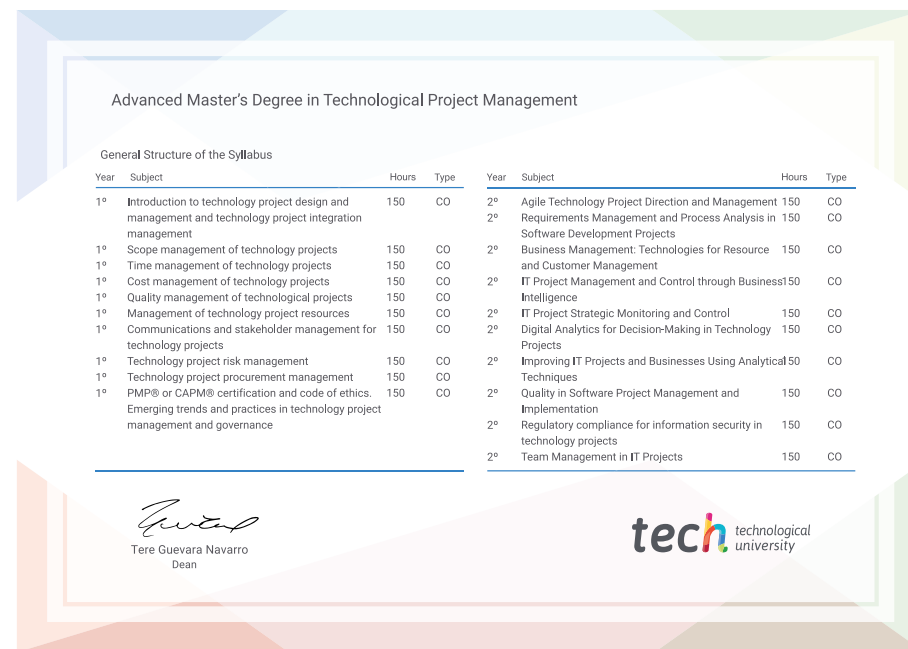 Advanced Master's Degree in Technological Project Management
General Structure of the Syllabus
Year Subject Hours Type
1º Introduction to technology project design and 150 CO
management and technology project integration
management
1º Scope management of technology projects 150 CO
1º Time management of technology projects 150 CO
1º Cost management of technology projects 150 CO
1º Quality management of technological projects 150 CO
1º Management of technology project resources 150 CO
1º Communications and stakeholder management for 150 CO
technology projects
1º Technology project risk management 150 CO
1º Technology project procurement management 150 CO
1º PMP® or CAPM® certification and code of ethics. 150 CO
Emerging trends and practices in technology project
management and governance
Year Subject Hours Type
2º Agile Technology Project Direction and Management 150 CO
2º Requirements Management and Process Analysis in 150 CO
Software Development Projects
2º Business Management: Technologies for Resource 150 CO
and Customer Management
2º IT Project Management and Control through Business 150 CO
Intelligence
2º IT Project Strategic Monitoring and Control 150 CO
2º Digital Analytics for Decision-Making in Technology 150 CO
Projects
2º Improving IT Projects and Businesses Using Analytical 150 CO
Techniques
2º Quality in Software Project Management and 150 CO
Implementation
2º Regulatory compliance for information security in 150 CO
technology projects
2º Team Management in IT Projects 150 CO
Tere Guevara Navarro
Dean
tech technological
university